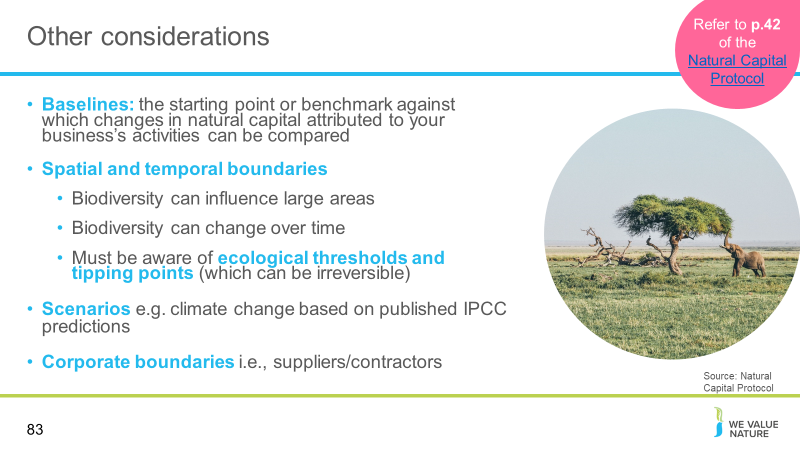 Other considerations
Refer to p.42
of the
Natural Capital
Protocol
• Baselines: the starting point or benchmark against
which changes in natural capital attributed to your
business’s activities can be compared
• Spatial and temporal boundaries
• Biodiversity can influence large areas
• Biodiversity can change over time
• Must be aware of ecological thresholds and
tipping points (which can be irreversible)
• Scenarios e.g. climate change based on published IPCC
predictions
• Corporate boundaries i.e., suppliers/contractors
Source: Natural
Capital Protocol
83
WE VALUE
NATURE